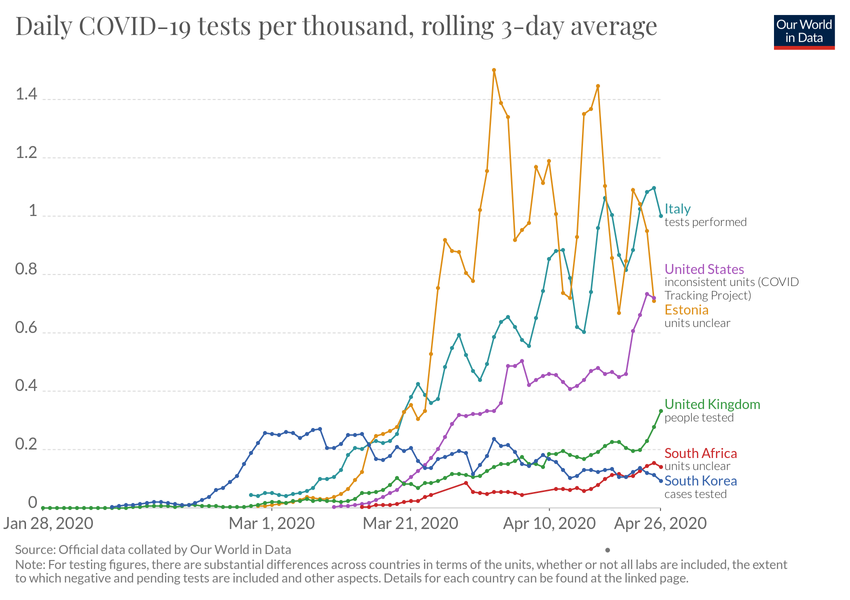 Daily COVID-19 tests per thousand, rolling 3-day average
Our World
in Data
1.4
1.2
1
0.8
0.6
0.4
0.2
0
Italy
tests performed
United States
inconsistent units (COVID
Tracking Project)
Estonia
units unclear
United Kingdom
people tested
South Africa
units unclear
South Korea
cases tested
Jan 28, 2020
Mar 1, 2020
Mar 21, 2020
Apr 10, 2020
Apr 26, 2020
Source: Official data collated by Our World in Data
Note: For testing figures, there are substantial differences across countries in terms of the units, whether or not all labs are included, the extent
to which negative and pending tests are included and other aspects. Details for each country can be found at the linked page.